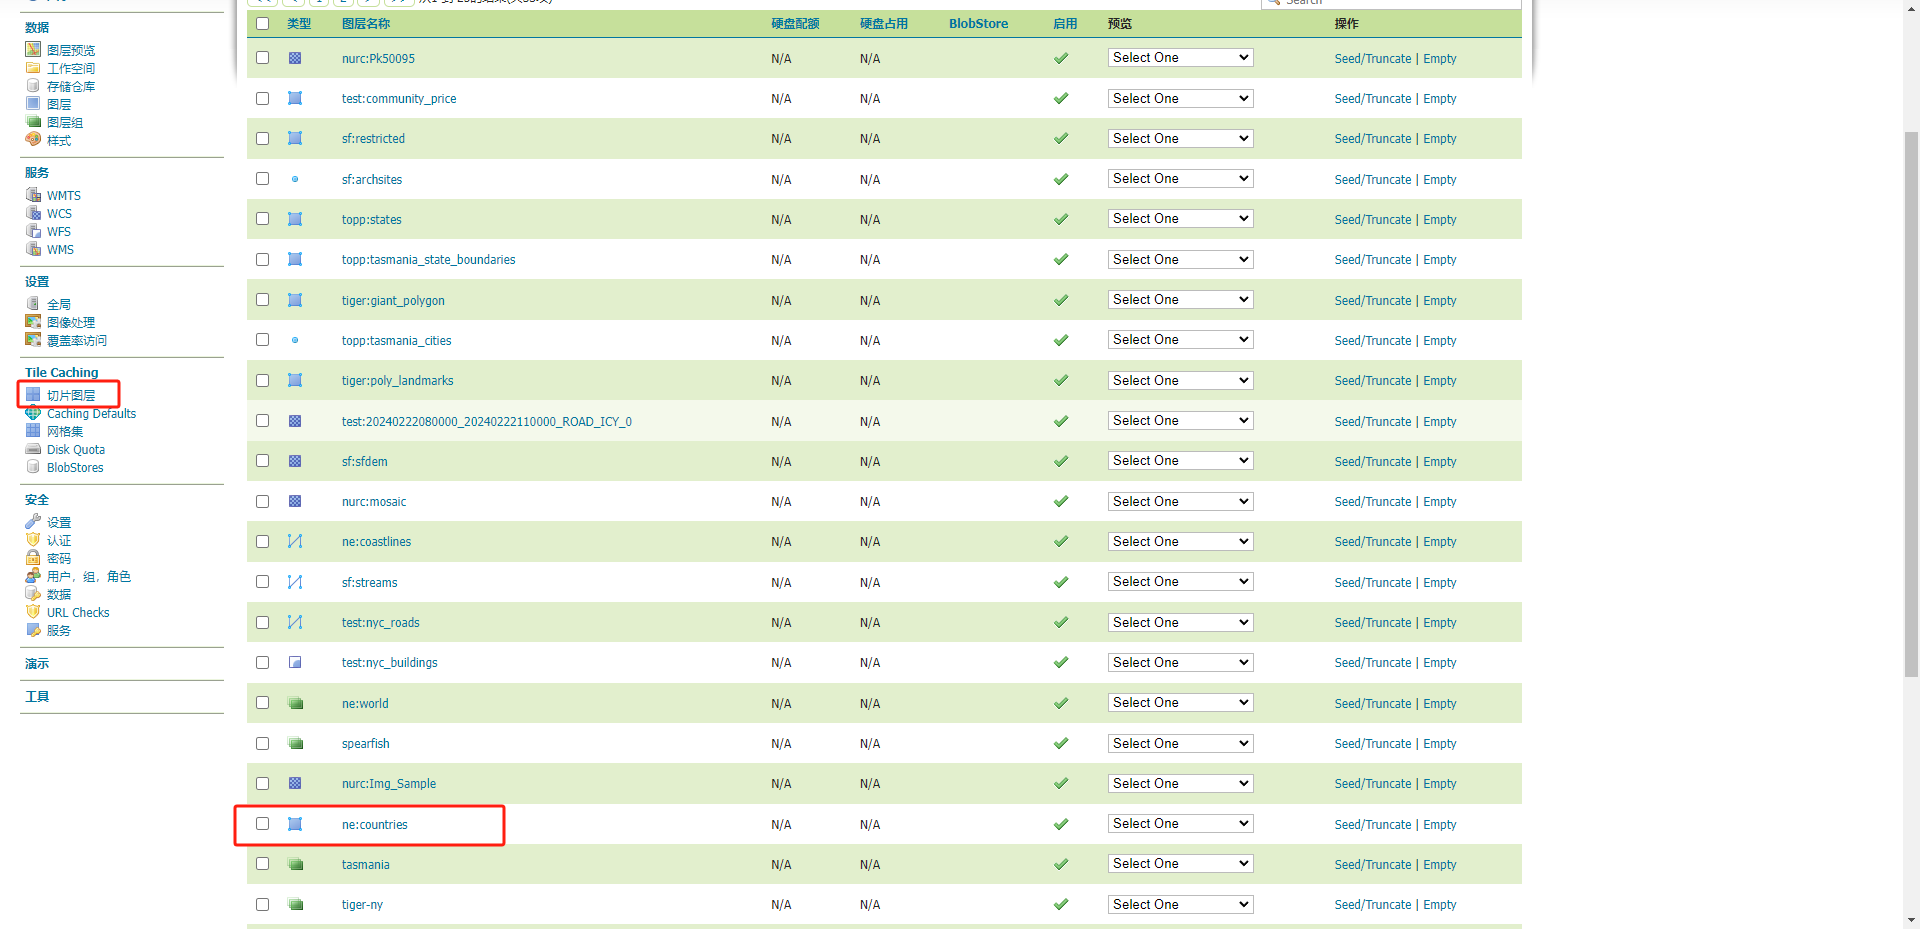 数据
图层预览
工作空间
存储仓库
图层
图层组
样式
服务
WMTS
WCS
WFS
WMS
设置
全局
图像处理
覆盖率访问
Tile Caching
切片图层
Caching Defaults
网格集
Disk Quota
BlobStores
安全
设置
认证
密码
用户，组，角色
数据
URL Checks
服务
演示
工具
<< < 1 2 > >>
Search
类型 图层名称 硬盘配额 硬盘占用 BlobStore 启用 预览 操作
nurc:Pk50095 N/A N/A Select One Seed/Truncate | Empty
test:community_price N/A N/A Select One Seed/Truncate | Empty
sf:restricted N/A N/A Select One Seed/Truncate | Empty
sf:archsites N/A N/A Select One Seed/Truncate | Empty
topp:states N/A N/A Select One Seed/Truncate | Empty
topp:tasmania_state_boundaries N/A N/A Select One Seed/Truncate | Empty
tiger:giant_polygon N/A N/A Select One Seed/Truncate | Empty
topp:tasmania_cities N/A N/A Select One Seed/Truncate | Empty
tiger:poly_landmarks N/A N/A Select One Seed/Truncate | Empty
test:20240222080000_20240222110000_ROAD_ICY_0 N/A N/A Select One Seed/Truncate | Empty
sf:sfdem N/A N/A Select One Seed/Truncate | Empty
nurc:mosaic N/A N/A Select One Seed/Truncate | Empty
ne:coastlines N/A N/A Select One Seed/Truncate | Empty
sf:streams N/A N/A Select One Seed/Truncate | Empty
test:nyc_roads N/A N/A Select One Seed/Truncate | Empty
test:nyc_buildings N/A N/A Select One Seed/Truncate | Empty
ne:world N/A N/A Select One Seed/Truncate | Empty
spearfish N/A N/A Select One Seed/Truncate | Empty
nurc:Img_Sample N/A N/A Select One Seed/Truncate | Empty
ne:countries N/A N/A Select One Seed/Truncate | Empty
tasmania N/A N/A Select One Seed/Truncate | Empty
tiger-ny N/A N/A Select One Seed/Truncate | Empty